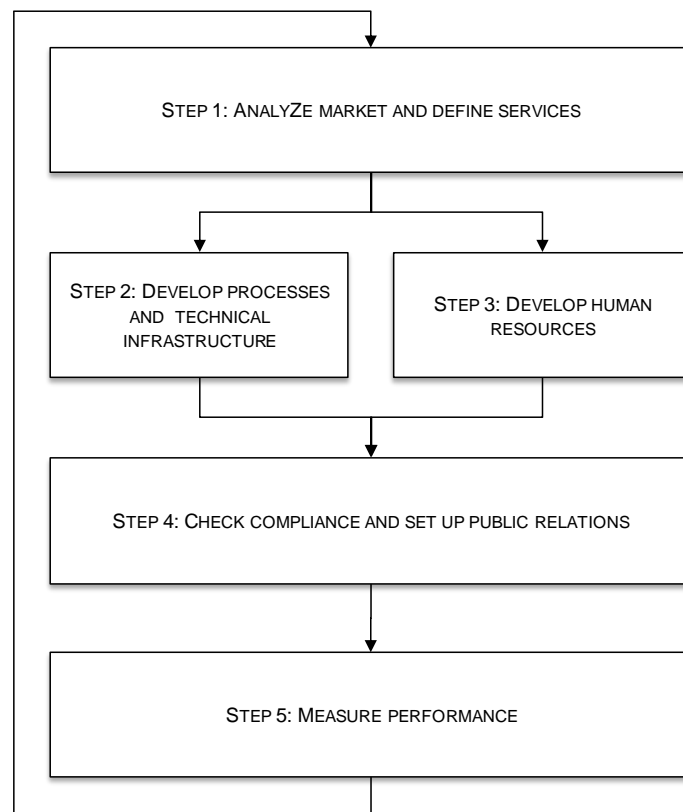 STEP 1: ANALYZE MARKET AND DEFINE SERVICES
STEP 2: DEVELOP PROCESSES
AND TECHNICAL
INFRASTRUCTURE
STEP 3: DEVELOP HUMAN
RESOURCES
STEP 4: CHECK COMPLIANCE AND SET UP PUBLIC RELATIONS
STEP 5: MEASURE PERFORMANCE